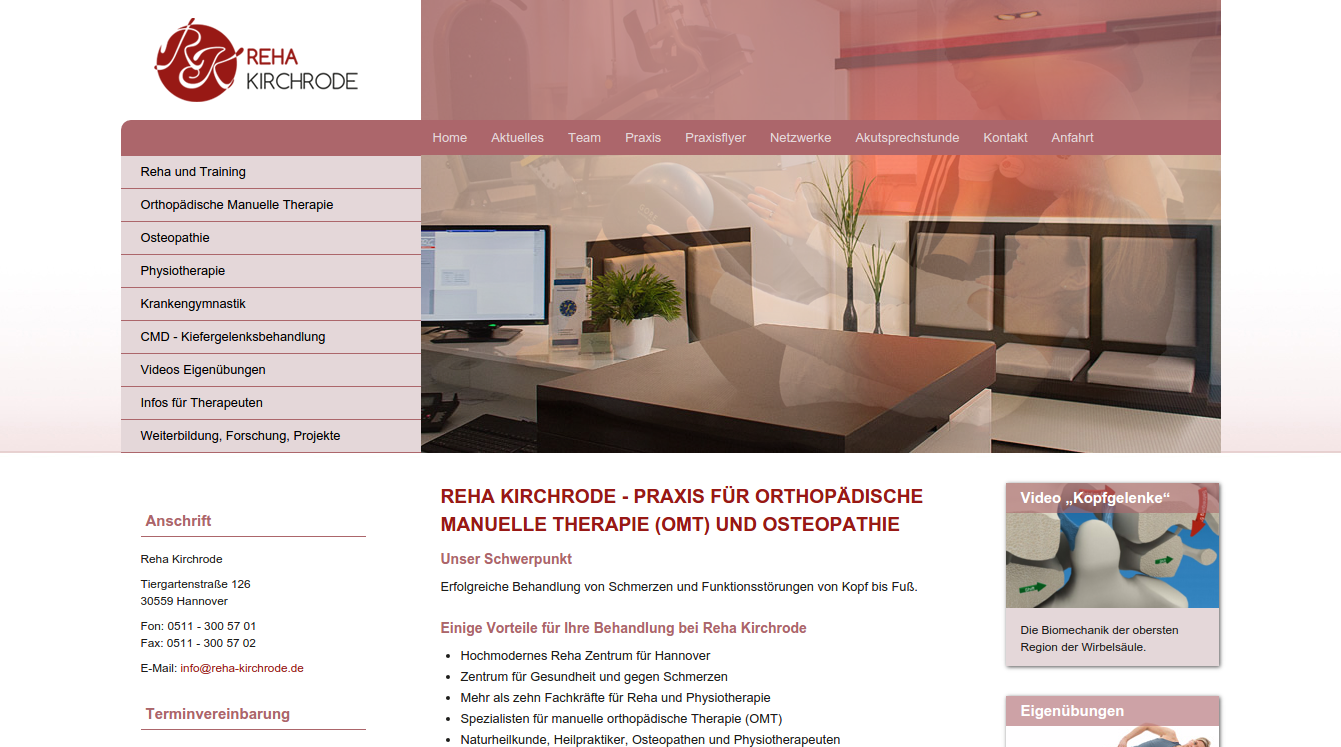 RK
REHA
KIRCHRODE
Home Aktuelles Team Praxis Praxisflyer Netzwerke Akutsprechstunde Kontakt Anfahrt
Reha und Training
Orthopädische Manuelle Therapie
Osteopathie
Physiotherapie
Krankengymnastik
CMD - Kiefergelenksbehandlung
Videos Eigenübungen
Infos für Therapeuten
Weiterbildung, Forschung, Projekte
Anschrift
Reha Kirchrode
Tiergartenstraße 126
30559 Hannover
Fon: 0511 - 300 57 01
Fax: 0511 - 300 57 02
E-Mail: info@reha-kirchrode.de
Terminvereinbarung
REHA KIRCHRODE - PRAXIS FÜR ORTHOPÄDISCHE
MANUELLE THERAPIE (OMT) UND OSTEOPATHIE
Unser Schwerpunkt
Erfolgreiche Behandlung von Schmerzen und Funktionsstörungen von Kopf bis Fuß.
Einige Vorteile für Ihre Behandlung bei Reha Kirchrode
• Hochmodernes Reha Zentrum für Hannover
• Zentrum für Gesundheit und gegen Schmerzen
• Mehr als zehn Fachkräfte für Reha und Physiotherapie
• Spezialisten für manuelle orthopädische Therapie (OMT)
• Naturheilkunde, Heilpraktiker, Osteopathen und Physiotherapeuten
Video „Kopfgelenke“
Die Biomechanik der obersten
Region der Wirbelsäule.
Eigenübungen